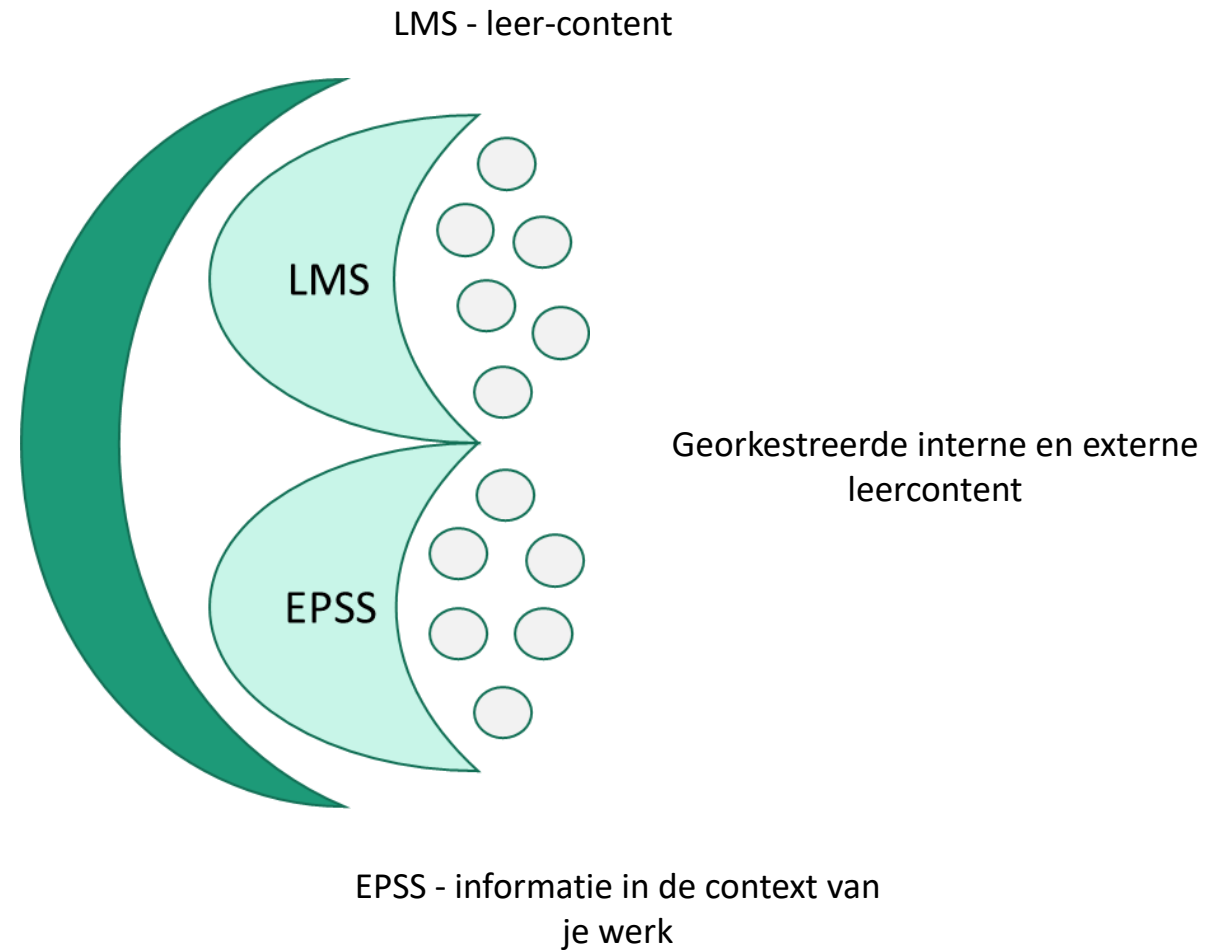 LMS - leer-content
LMS
Georkestreerde interne en externe
leercontent
EPSS
EPSS - informatie in de context van
je werk